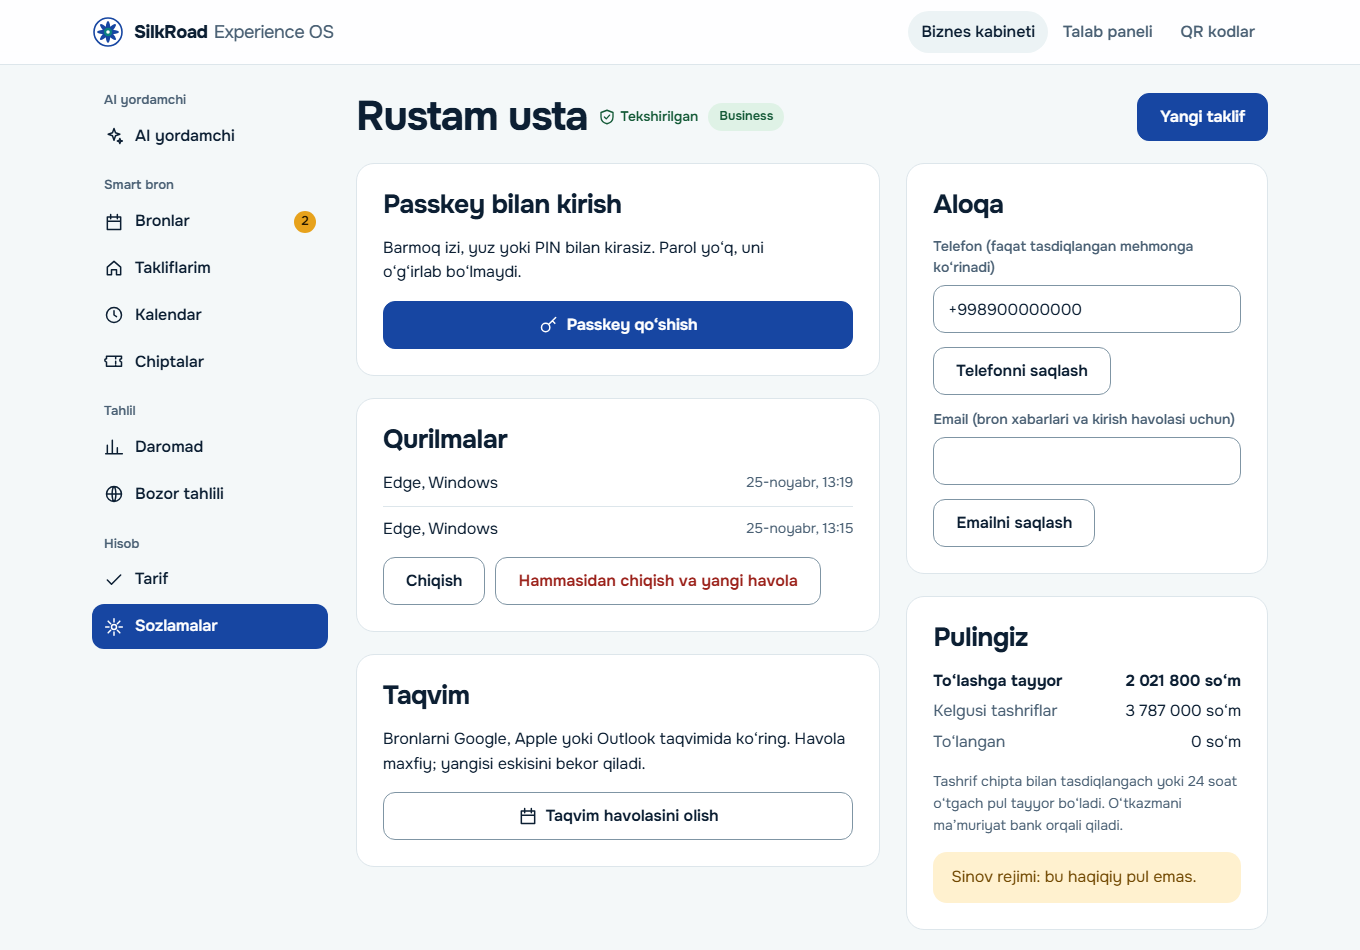 SilkRoad Experience OS
Biznes kabineti
Talab paneli
QR kodlar
AI yordamchi
AI yordamchi
Smart bron
Bronlar
2
Takliflarim
Kalendar
Chiptalar
Tahlil
Daromad
Bozor tahlili
Hisob
Tarif
Sozlamalar
Rustam usta
Tekshirilgan
Business
Yangi taklif
Passkey bilan kirish
Barmoq izi, yuz yoki PIN bilan kirasiz. Parol yo‘q, uni
o‘g‘irlab bo‘lmaydi.
Passkey qo‘shish
Qurilmalar
Edge, Windows 25-noyabr, 13:19
Edge, Windows 25-noyabr, 13:15
Chiqish
Hammasidan chiqish va yangi havola
Taqvim
Bronlarni Google, Apple yoki Outlook taqvimida ko‘ring. Havola
maxfiy; yangisi eskisini bekor qiladi.
Taqvim havolasini olish
Aloqa
Telefon (faqat tasdiqlangan mehmonga
ko‘rinadi)
+998900000000
Telefonni saqlash
Email (bron xabarlari va kirish havolasi uchun)
Emailni saqlash
Pulingiz
To‘lashga tayyor 2 021 800 so‘m
Kelgusi tashriflar 3 787 000 so‘m
To‘langan 0 so‘m
Tashrif chipta bilan tasdiqlangach yoki 24 soat
o‘tgach pul tayyor bo‘ladi. O‘tkazmani
ma’muriyat bank orqali qiladi.
Sinov rejimi: bu haqiqiy pul emas.